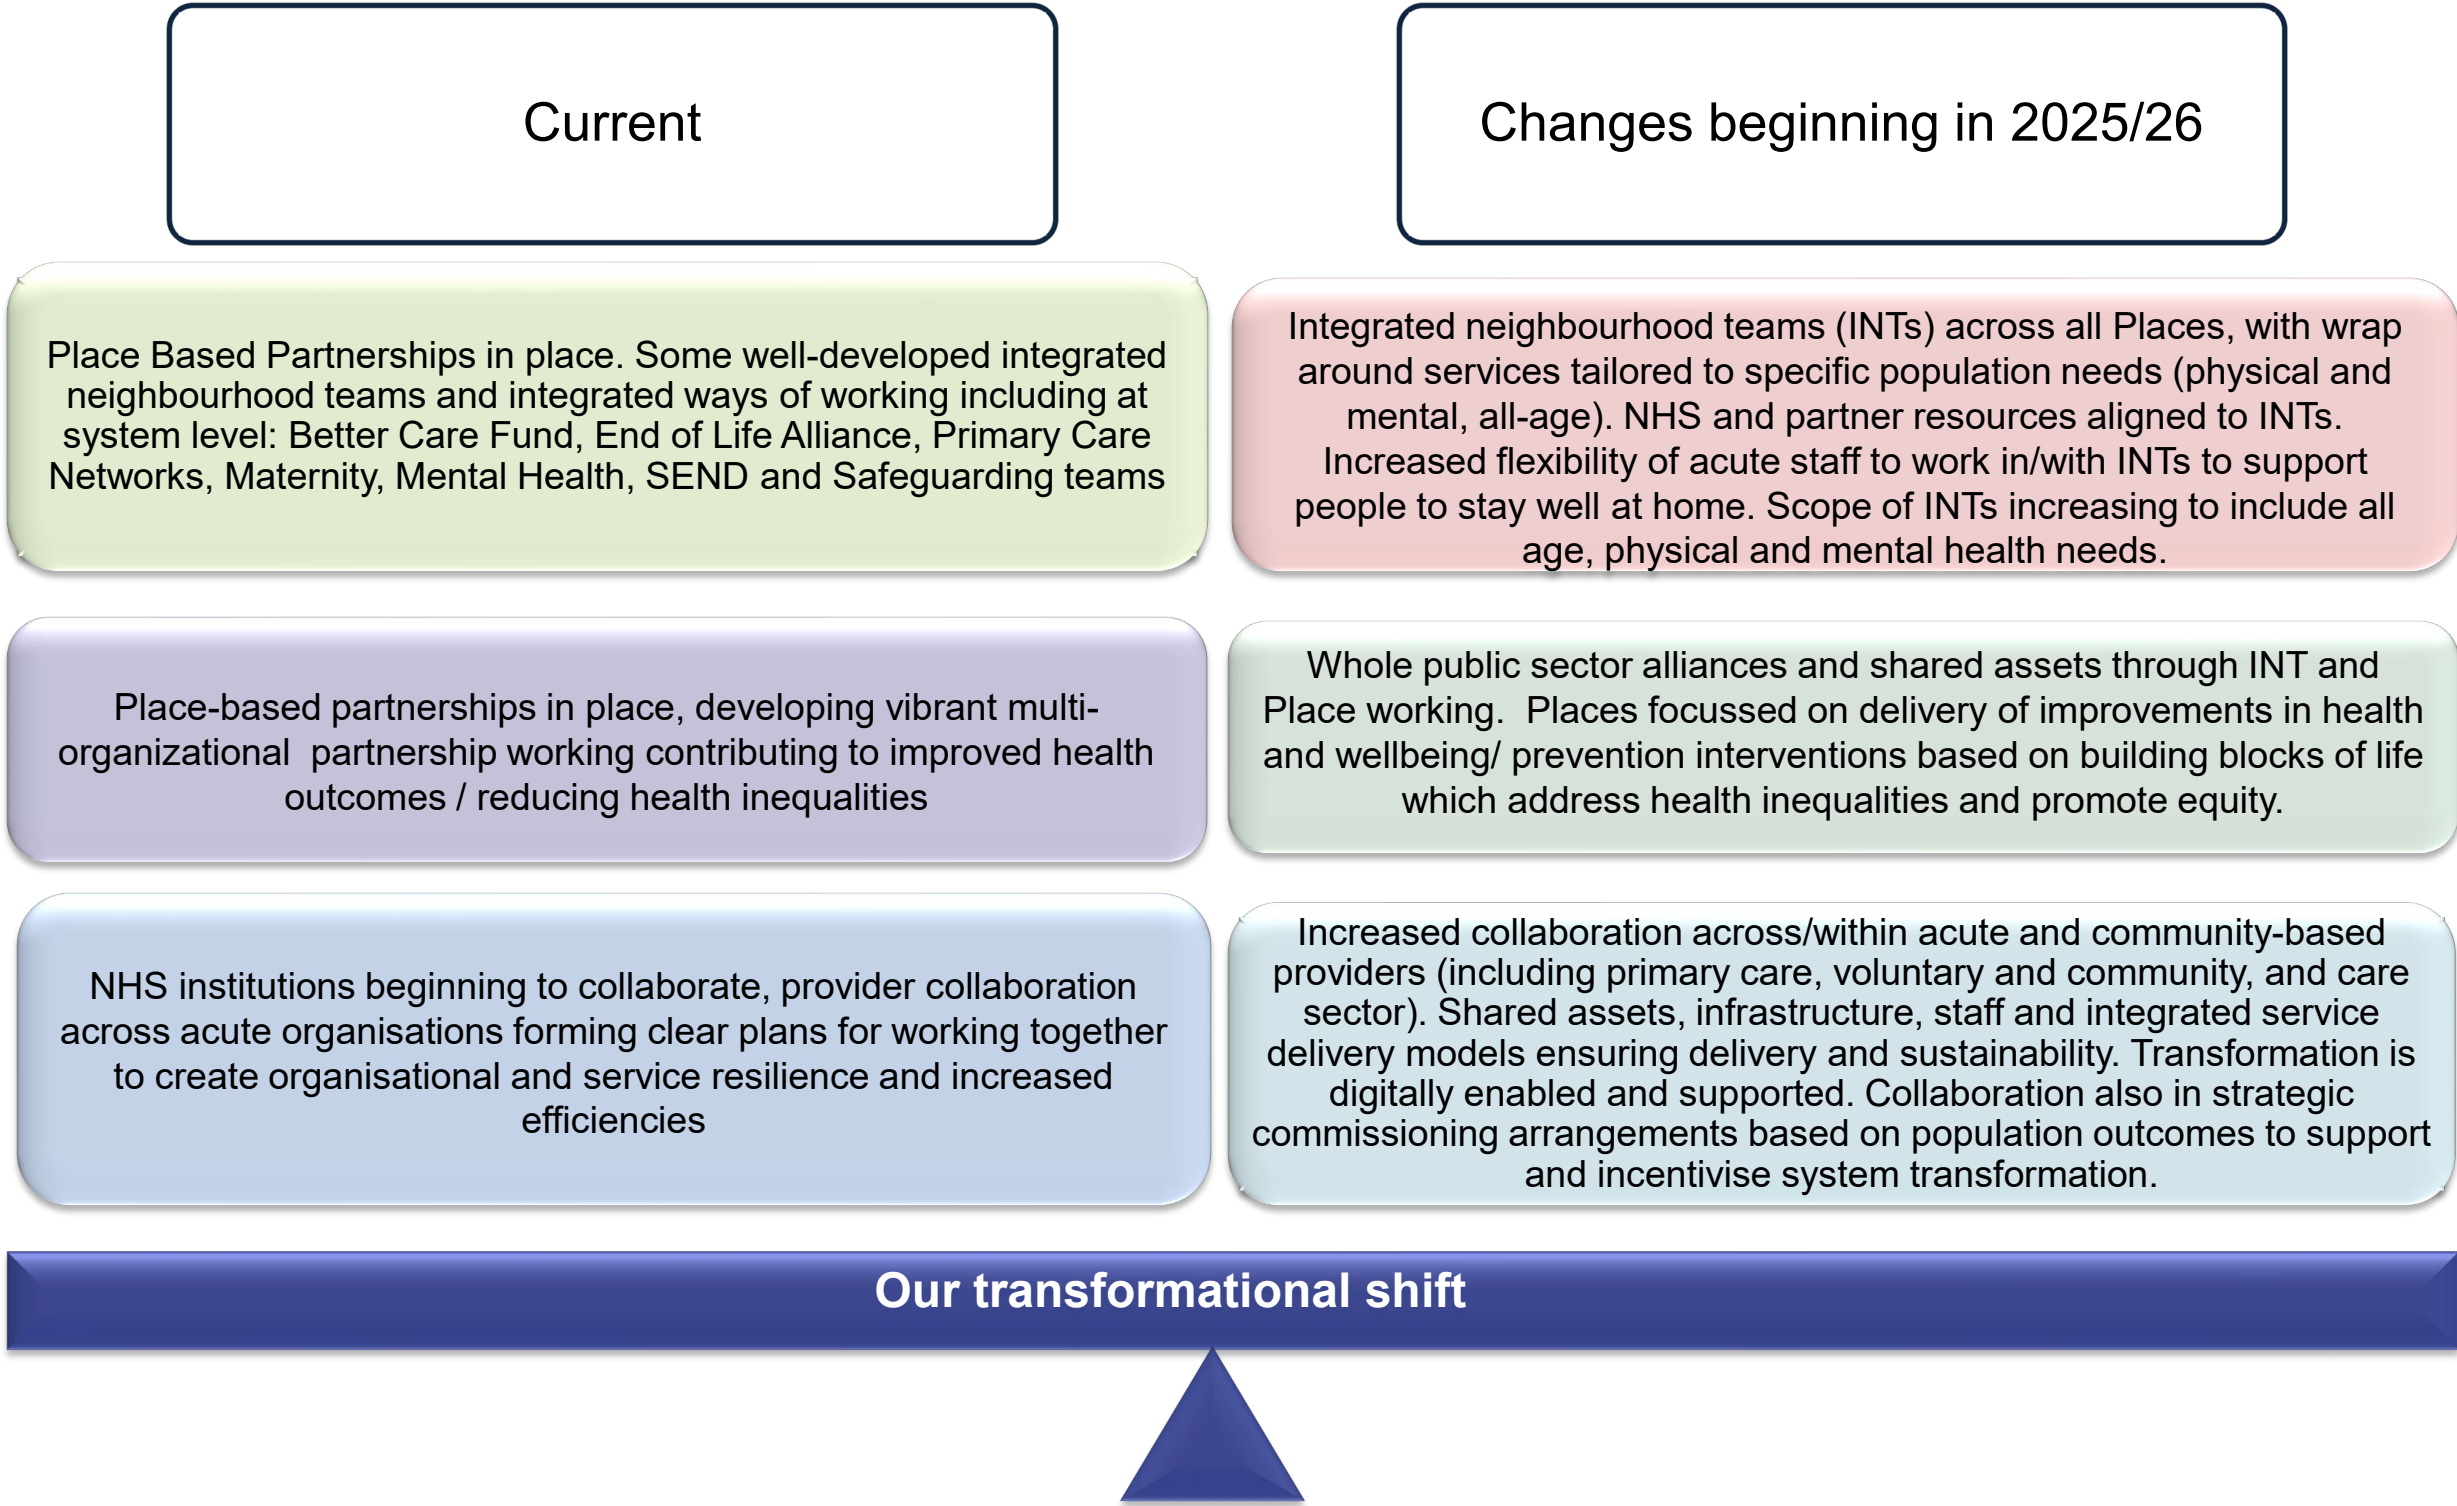 Current
Changes beginning in 2025/26
Place Based Partnerships in place. Some well-developed integrated
neighbourhood teams and integrated ways of working including at
system level: Better Care Fund, End of Life Alliance, Primary Care
Networks, Maternity, Mental Health, SEND and Safeguarding teams
Integrated neighbourhood teams (INTs) across all Places, with wrap
around services tailored to specific population needs (physical and
mental, all-age). NHS and partner resources aligned to INTs.
Increased flexibility of acute staff to work in/with INTs to support
people to stay well at home. Scope of INTs increasing to include all
age, physical and mental health needs.
Place-based partnerships in place, developing vibrant multi-
organizational  partnership working contributing to improved health
outcomes / reducing health inequalities
Whole public sector alliances and shared assets through INT and
Place working.  Places focussed on delivery of improvements in health
and wellbeing/ prevention interventions based on building blocks of life
which address health inequalities and promote equity.
NHS institutions beginning to collaborate, provider collaboration
across acute organisations forming clear plans for working together
to create organisational and service resilience and increased
efficiencies
Increased collaboration across/within acute and community-based
providers (including primary care, voluntary and community, and care
sector). Shared assets, infrastructure, staff and integrated service
delivery models ensuring delivery and sustainability. Transformation is
digitally enabled and supported. Collaboration also in strategic
commissioning arrangements based on population outcomes to support
and incentivise system transformation.
Our transformational shift